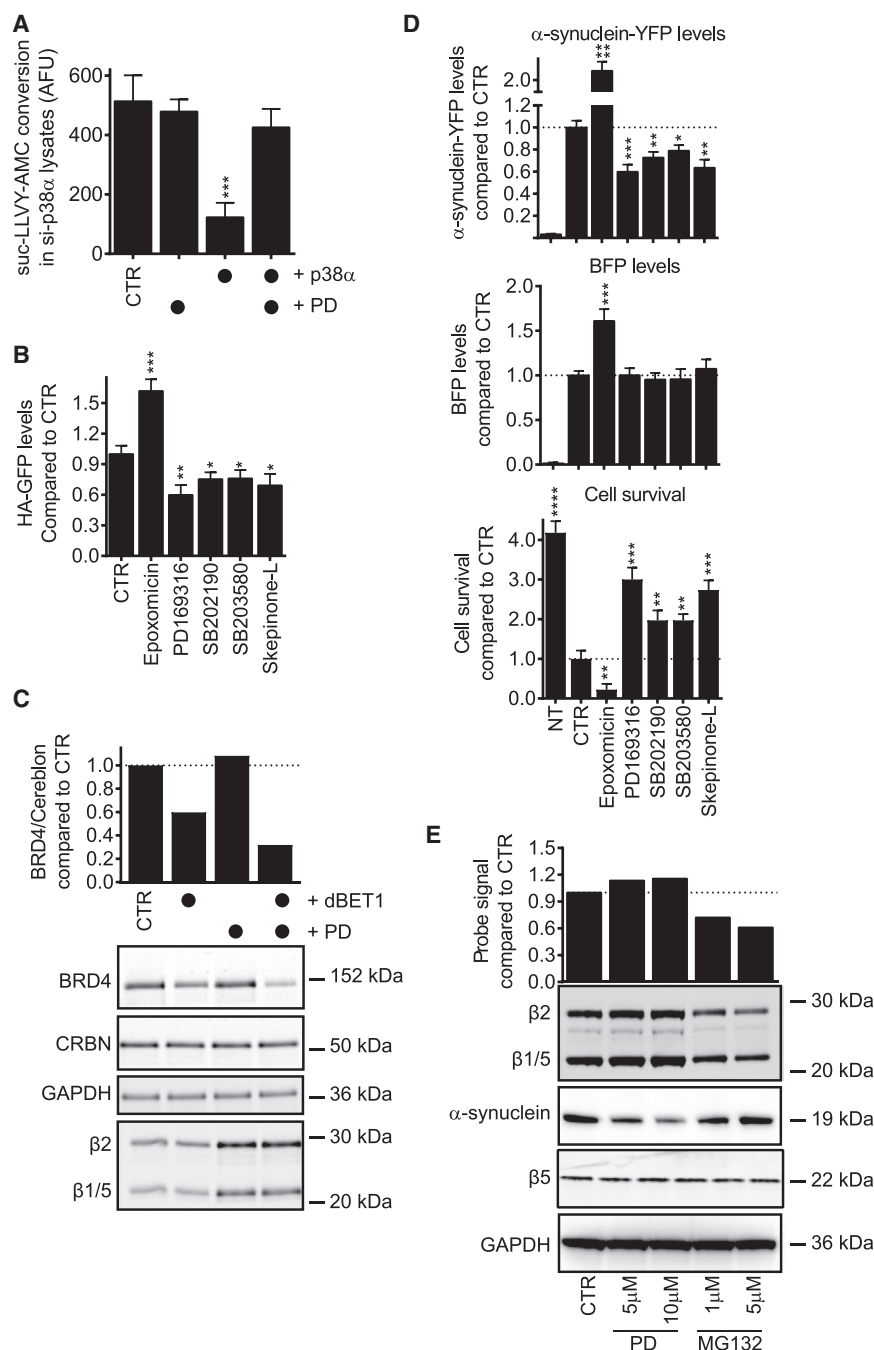 A
suc-LLVY-AMC conversion
in si-p38α lysates (AFU)
600
400
200
0
***
CTR
+ p38α
+ PD
B
HA-GFP levels
Compared to CTR
1.5
1.2
0.9
0.6
0.3
0.0
***
**
*
*
*
CTR
Epoxomicin
PD169316
SB202190
SB203580
Skepinone-L
C
BRD4/Cereblon
compared to CTR
1.0
0.8
0.6
0.4
0.2
0.0
CTR
+ dBET1
+ PD
BRD4
152 kDa
CRBN
50 kDa
GAPDH
36 kDa
β2
30 kDa
β1/5
20 kDa
D
α-synuclein-YFP levels
α-synuclein-YFP levels
compared to CTR
2.0
1.0
0.8
0.6
0.4
0.2
****
***
**
*
**
BFP levels
BFP levels
compared to CTR
2.0
1.5
1.0
0.5
0.0
***
Cell survival
Cell survival
compared to CTR
4.0
3.0
2.0
1.0
0.0
****
**
***
**
**
***
NT
CTR
Epoxomicin
PD169316
SB202190
SB203580
Skepinone-L
E
Probe signal
compared to CTR
1.5
1.2
0.9
0.6
0.3
0.0
β2
30 kDa
β1/5
20 kDa
α-synuclein
19 kDa
β5
22 kDa
GAPDH
36 kDa
CTR
5μM
10μM
1μM
5μM
PD
MG132